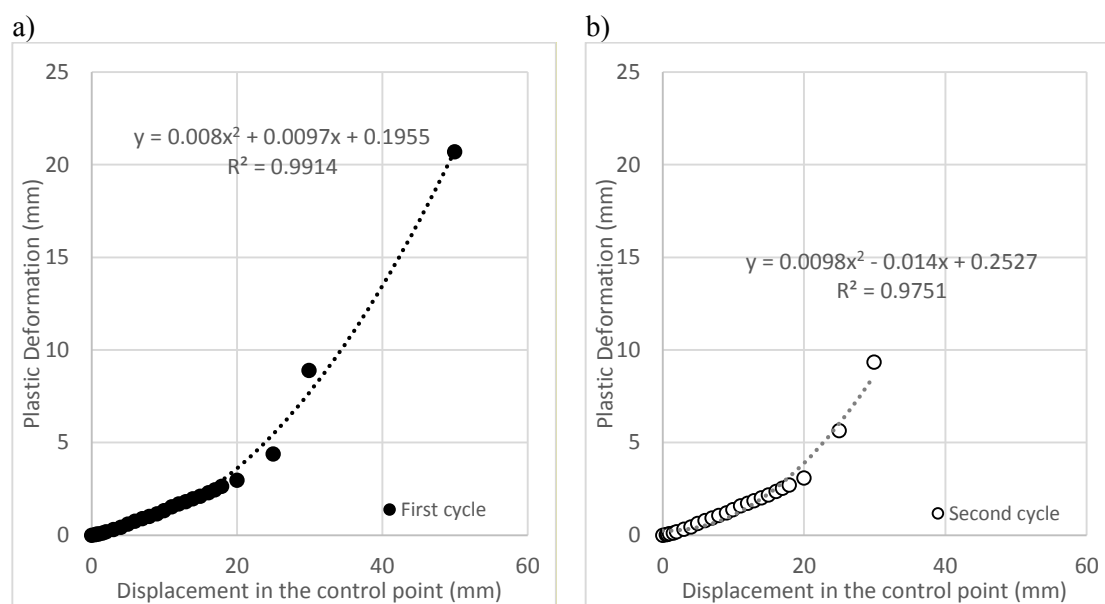 a)
25
20
15
10
5
0
Plastic Deformation (mm)
y = 0.008x² + 0.0097x + 0.1955
R² = 0.9914
First cycle
0 20 40 60
Displacement in the control point (mm)
b)
25
20
15
10
5
0
Plastic Deformation (mm)
y = 0.0098x² - 0.014x + 0.2527
R² = 0.9751
Second cycle
0 20 40 60
Displacement in the control point (mm)